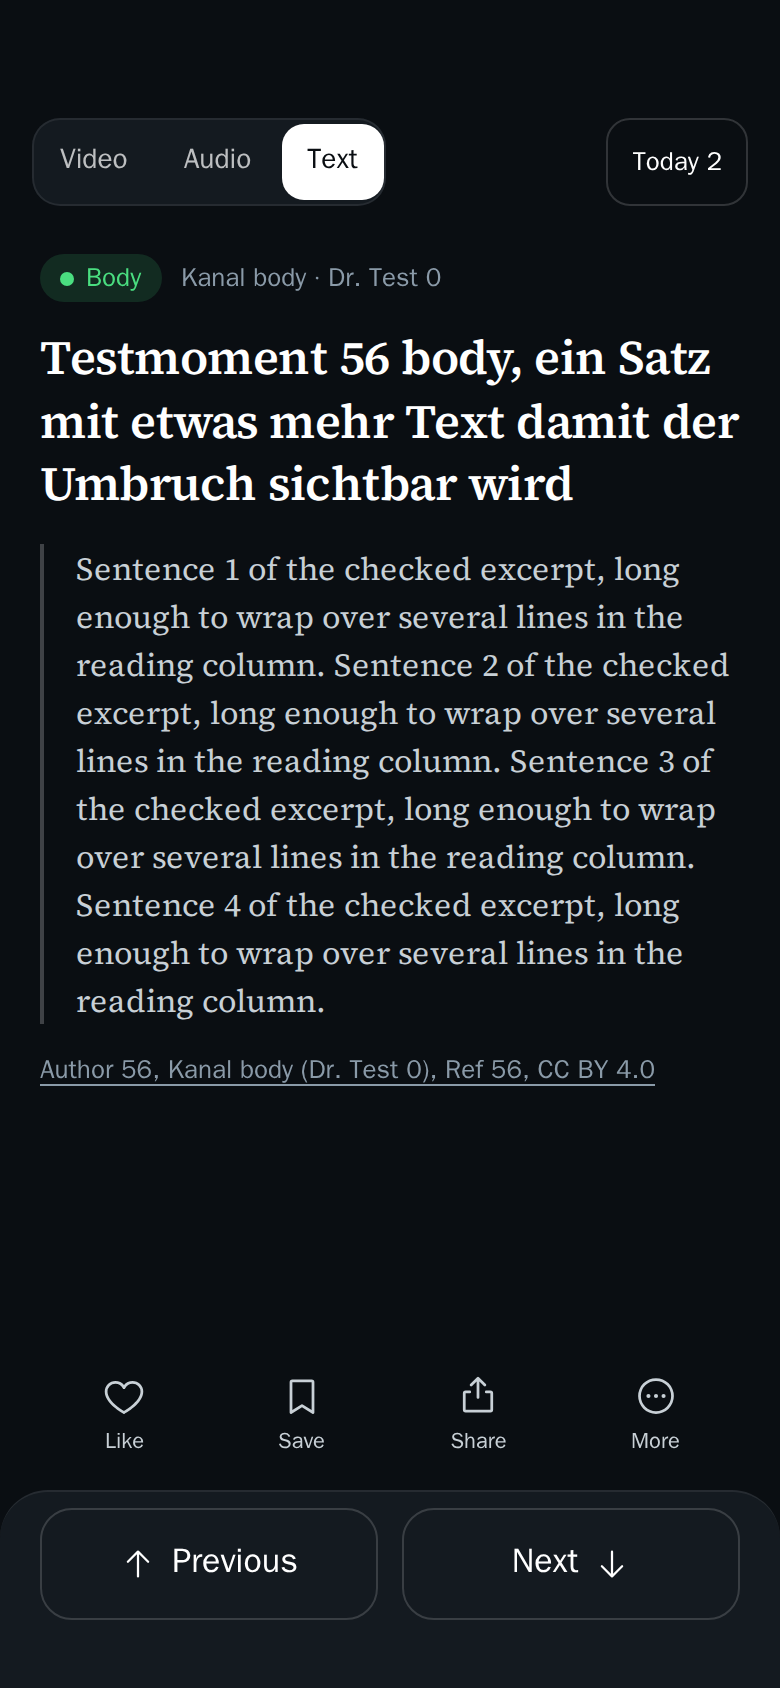 Video Audio Text Today 2
Body Kanal body · Dr. Test 0
Testmoment 56 body, ein Satz
mit etwas mehr Text damit der
Umbruch sichtbar wird
Sentence 1 of the checked excerpt, long
enough to wrap over several lines in the
reading column. Sentence 2 of the checked
excerpt, long enough to wrap over several
lines in the reading column. Sentence 3 of
the checked excerpt, long enough to wrap
over several lines in the reading column.
Sentence 4 of the checked excerpt, long
enough to wrap over several lines in the
reading column.
Author 56, Kanal body (Dr. Test 0), Ref 56, CC BY 4.0
Like Save Share More
Previous Next